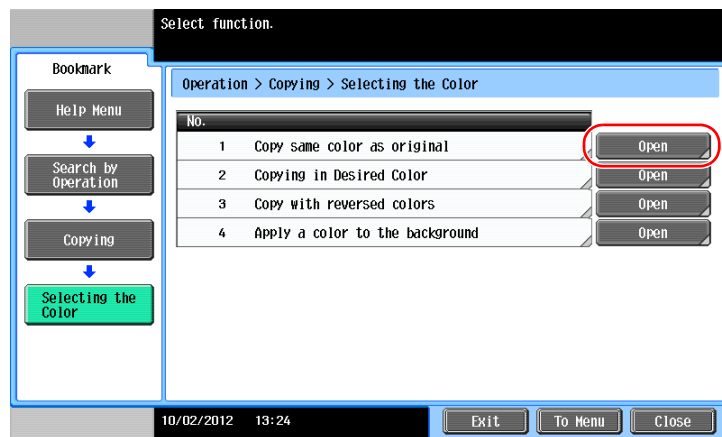 Select function.
Bookmark
Help Menu
Search by
Operation
Copying
Selecting the
Color
Operation > Copying > Selecting the Color
No.
1 Copy same color as original Open
2 Copying in Desired Color Open
3 Copy with reversed colors Open
4 Apply a color to the background Open
10/02/2012 13:24 Exit To Menu Close